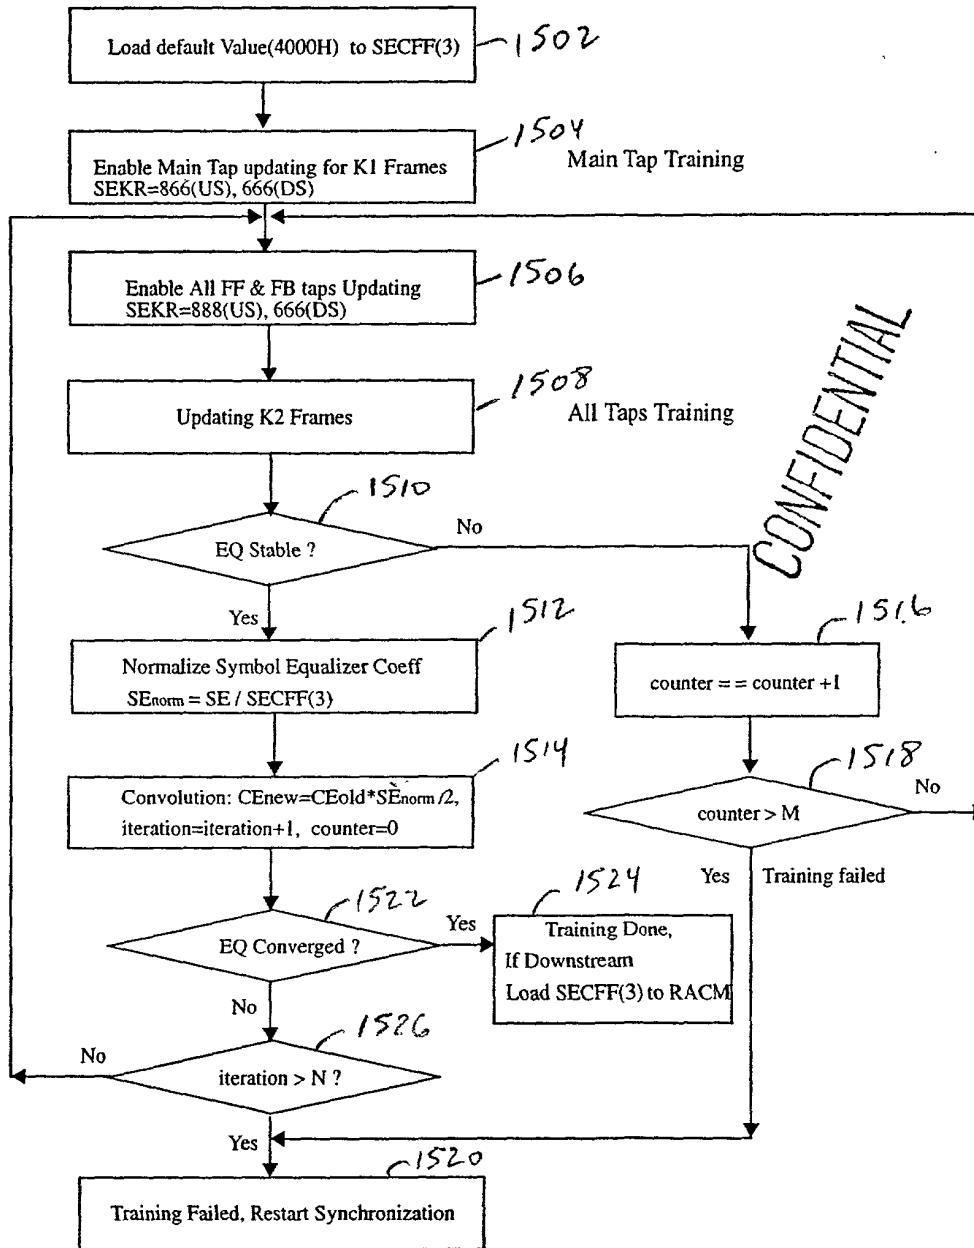 Load default Value(4000H) to SECFF(3)
1502
1504
Enable Main Tap updating for K1 Frames
SEKR=866(US), 666(DS)
Main Tap Training
1506
Enable All FF & FB taps Updating
SEKR=888(US), 666(DS)
1508
Updating K2 Frames
All Taps Training
CONFIDENTIAL
1510
EQ Stable ?
No
Yes
1512
Normalize Symbol Equalizer Coeff
SEnorm = SE / SECFF(3)
1516
counter = = counter +1
1514
Convolution: CEnew=CEold*SEnorm /2,
iteration=iteration+1, counter=0
1518
counter > M
No
Yes
Training failed
1522
EQ Converged ?
Yes
No
1524
Training Done,
If Downstream
Load SECFF(3) to RACM
1526
iteration > N ?
No
Yes
1520
Training Failed, Restart Synchronization